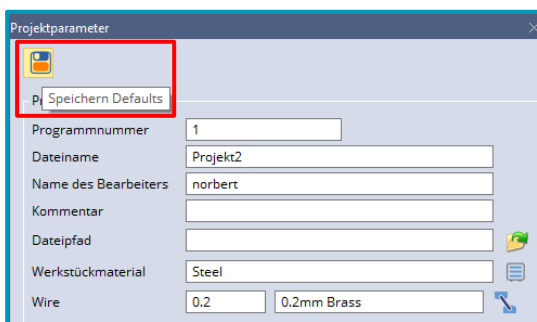 Projektparameter
Speichern Defaults
Programmnummer 1
Dateiname Projekt2
Name des Bearbeiters norbert
Kommentar
Dateipfad
Werkstückmaterial Steel
Wire 0.2 0.2mm Brass